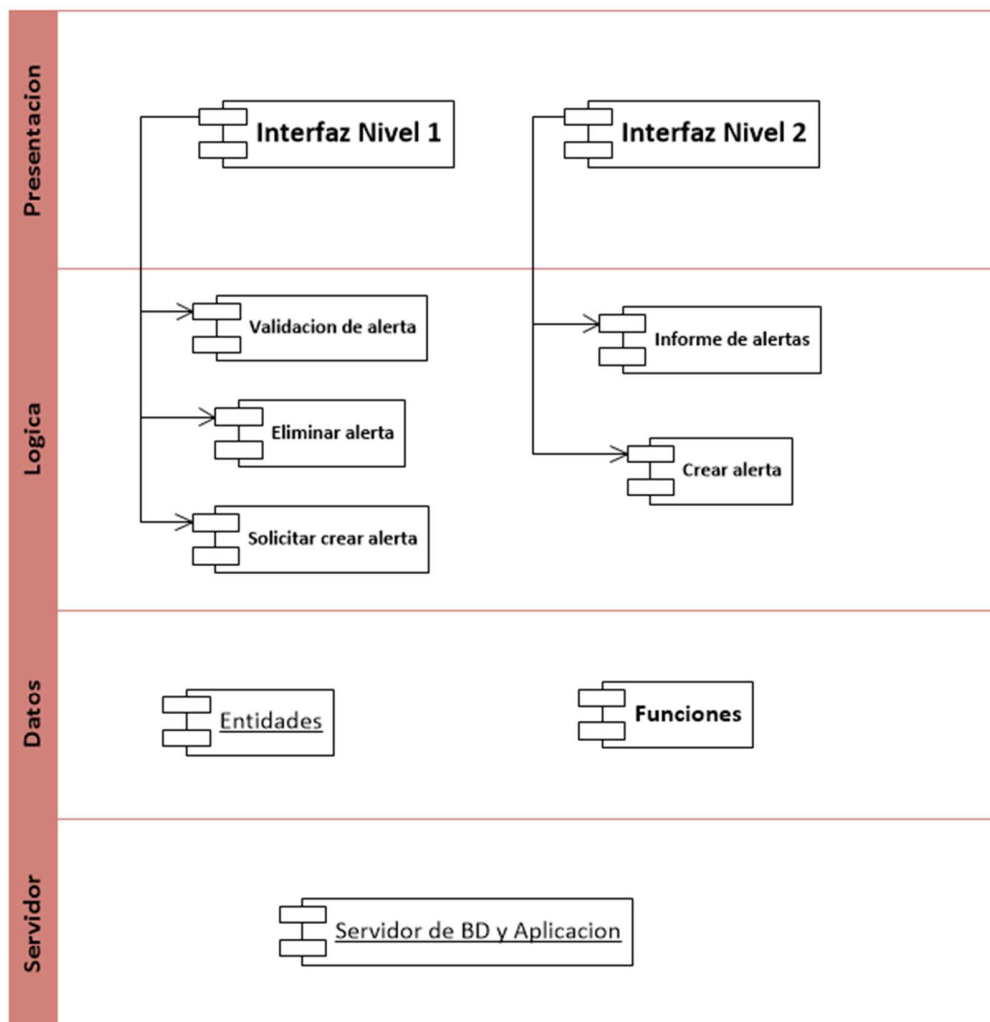 Presentacion
Interfaz Nivel 1
Interfaz Nivel 2
Logica
Validacion de alerta
Informe de alertas
Eliminar alerta
Crear alerta
Solicitar crear alerta
Datos
Entidades
Funciones
Servidor
Servidor de BD y Aplicacion